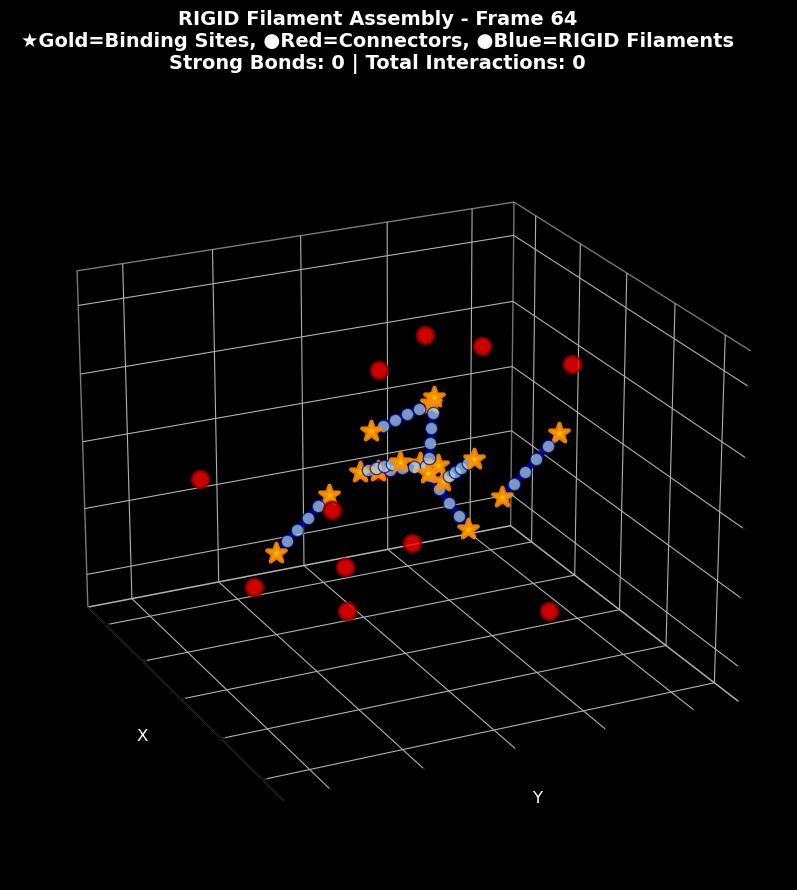 RIGID Filament Assembly - Frame 64
★Gold=Binding Sites, ●Red=Connectors, ●Blue=RIGID Filaments
Strong Bonds: 0 | Total Interactions: 0
X
Y